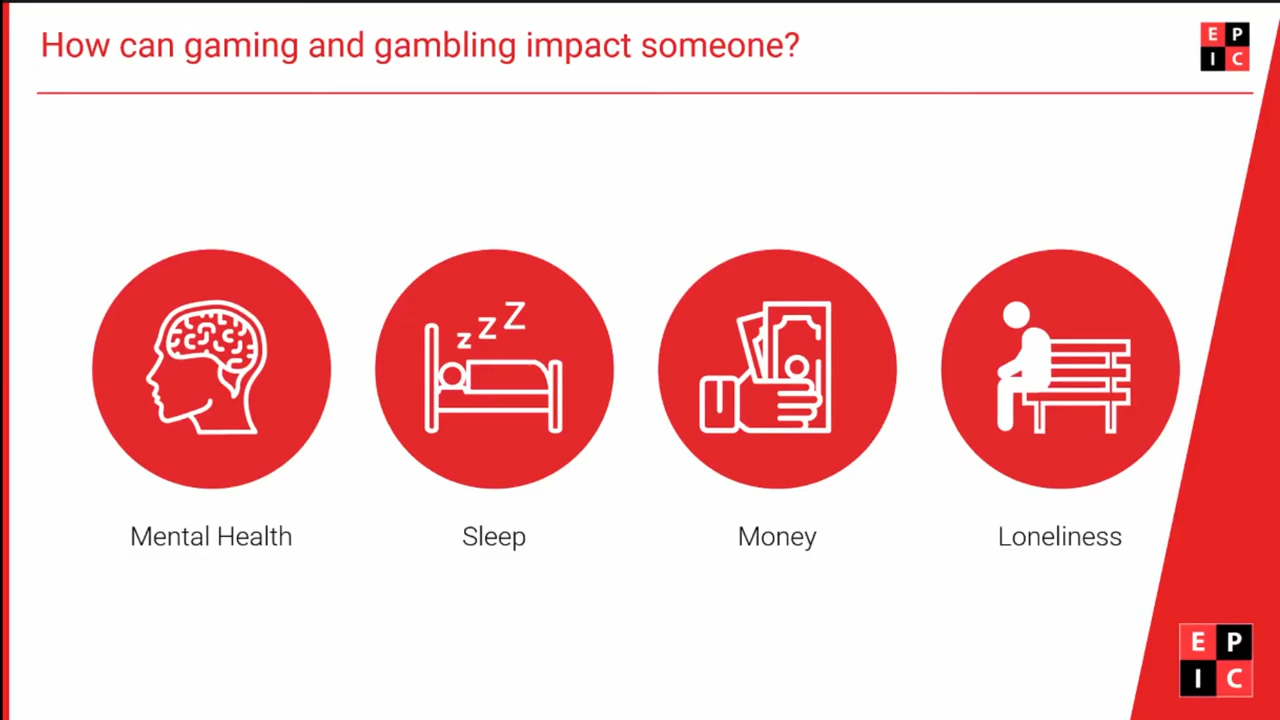 How can gaming and gambling impact someone?
E P
I C
z z Z
Mental Health
Sleep
Money
Loneliness
E P
I C